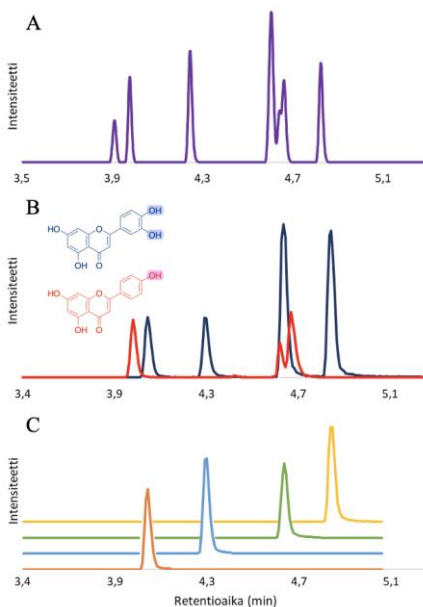 A
Intensiteetti
3,5 3,9 4,3 4,7 5,1
B
OH
HO O OH
OH O
OH
HO O
OH O
Intensiteetti
3,4 3,9 4,3 4,7 5,1
C
Intensiteetti
3,4 3,9 4,3 4,7 5,1
Retentioaika (min)